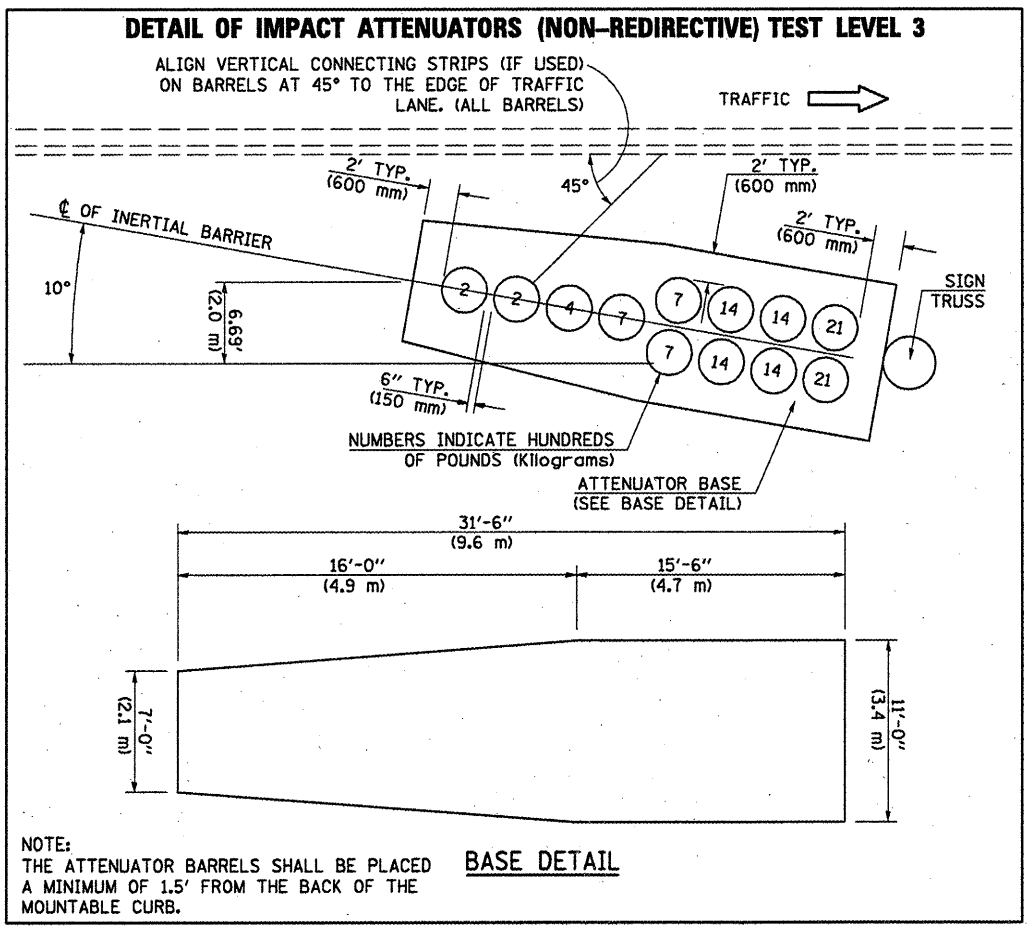 DETAIL OF IMPACT ATTENUATORS (NON-REDIRECTIVE) TEST LEVEL 3
ALIGN VERTICAL CONNECTING STRIPS (IF USED)
ON BARRELS AT 45° TO THE EDGE OF TRAFFIC
LANE. (ALL BARRELS)
TRAFFIC
2' TYP.
(600 mm)
45°
2' TYP.
(600 mm)
2' TYP.
(600 mm)
℄ OF INERTIAL BARRIER
10°
6.69'
(2.0 m)
SIGN
TRUSS
2
2
4
7
7
14
14
21
7
14
14
21
6" TYP.
(150 mm)
NUMBERS INDICATE HUNDREDS
OF POUNDS (Kilograms)
ATTENUATOR BASE
(SEE BASE DETAIL)
31'-6"
(9.6 m)
16'-0"
(4.9 m)
15'-6"
(4.7 m)
7'-0"
(2.1 m)
11'-0"
(3.4 m)
NOTE:
THE ATTENUATOR BARRELS SHALL BE PLACED
A MINIMUM OF 1.5' FROM THE BACK OF THE
MOUNTABLE CURB.
BASE DETAIL